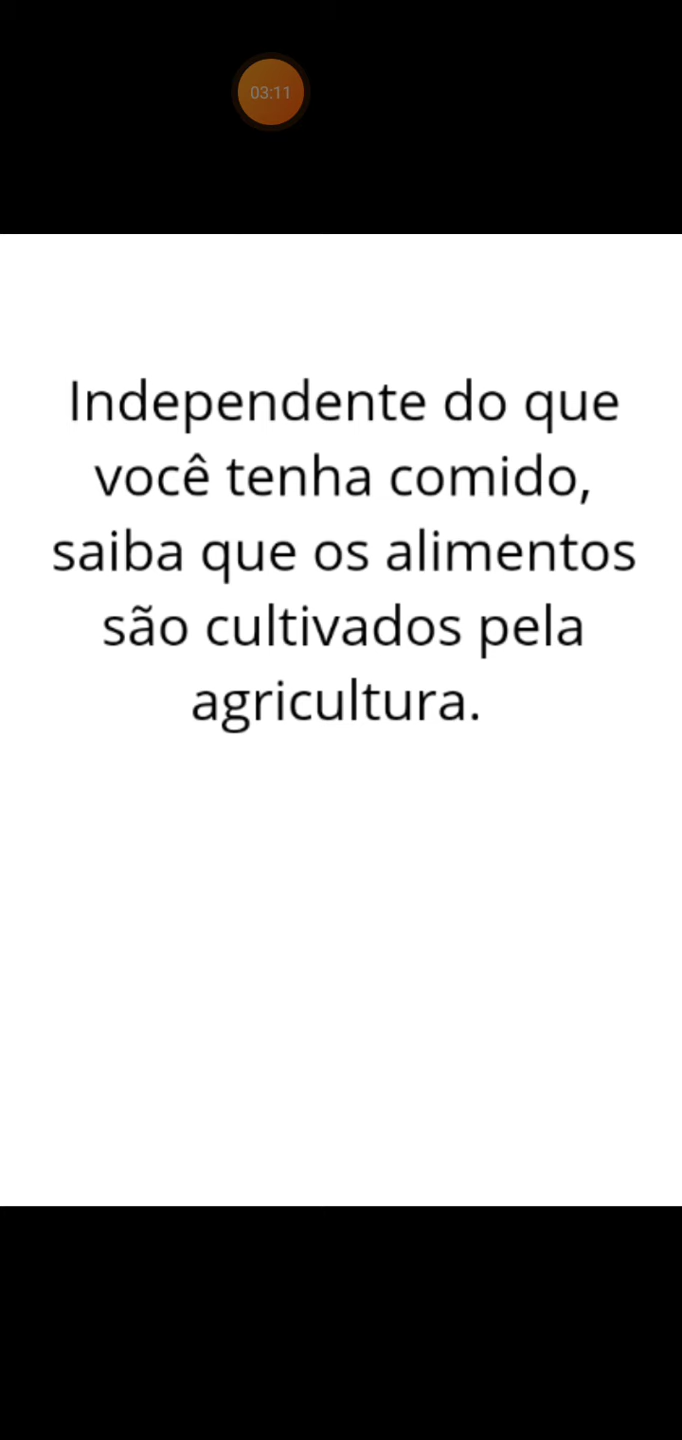 03:11
Independente do que
você tenha comido,
saiba que os alimentos
são cultivados pela
agricultura.